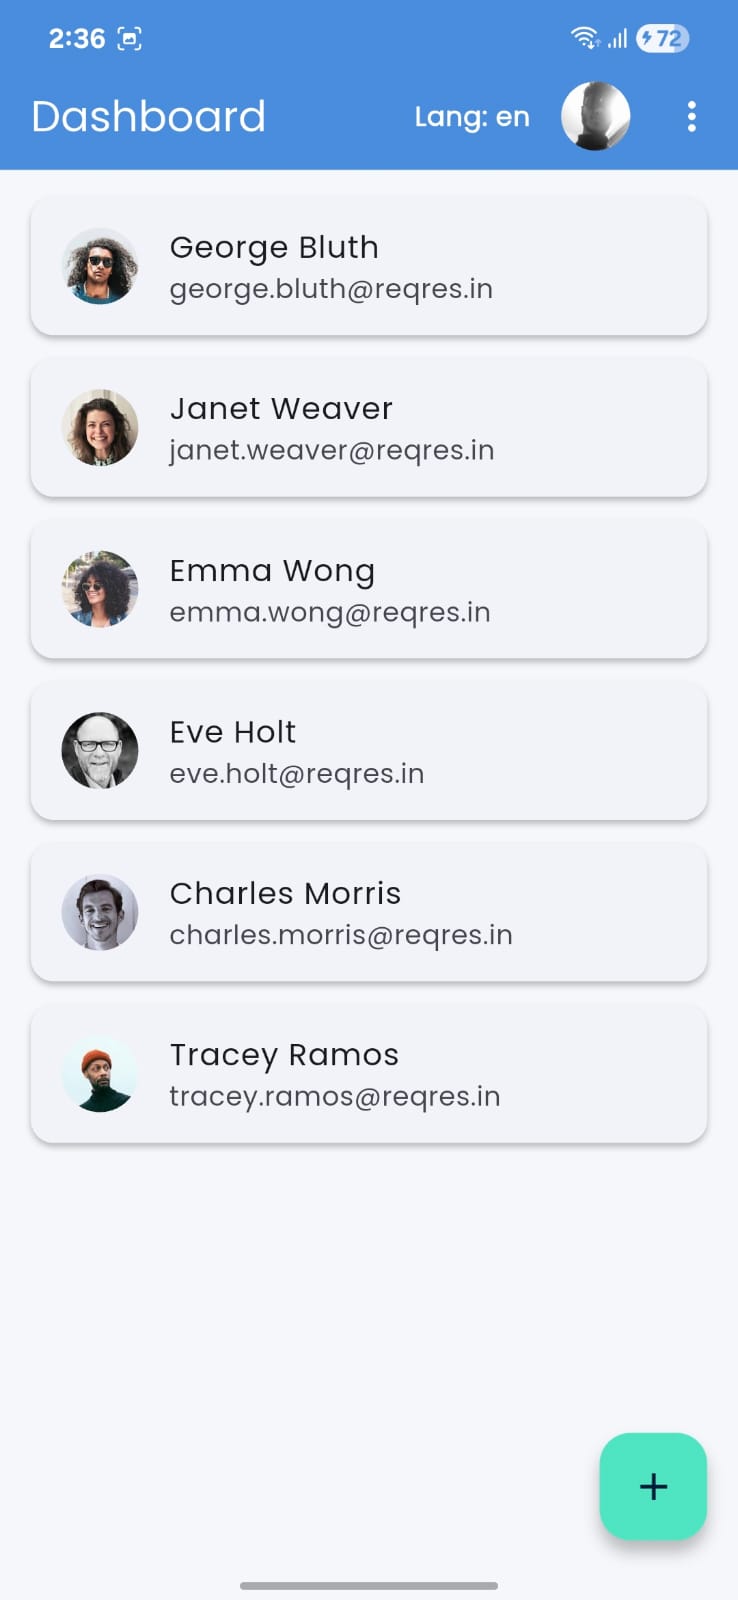 2:36
72
Dashboard
Lang: en
George Bluth
george.bluth@reqres.in
Janet Weaver
janet.weaver@reqres.in
Emma Wong
emma.wong@reqres.in
Eve Holt
eve.holt@reqres.in
Charles Morris
charles.morris@reqres.in
Tracey Ramos
tracey.ramos@reqres.in
+